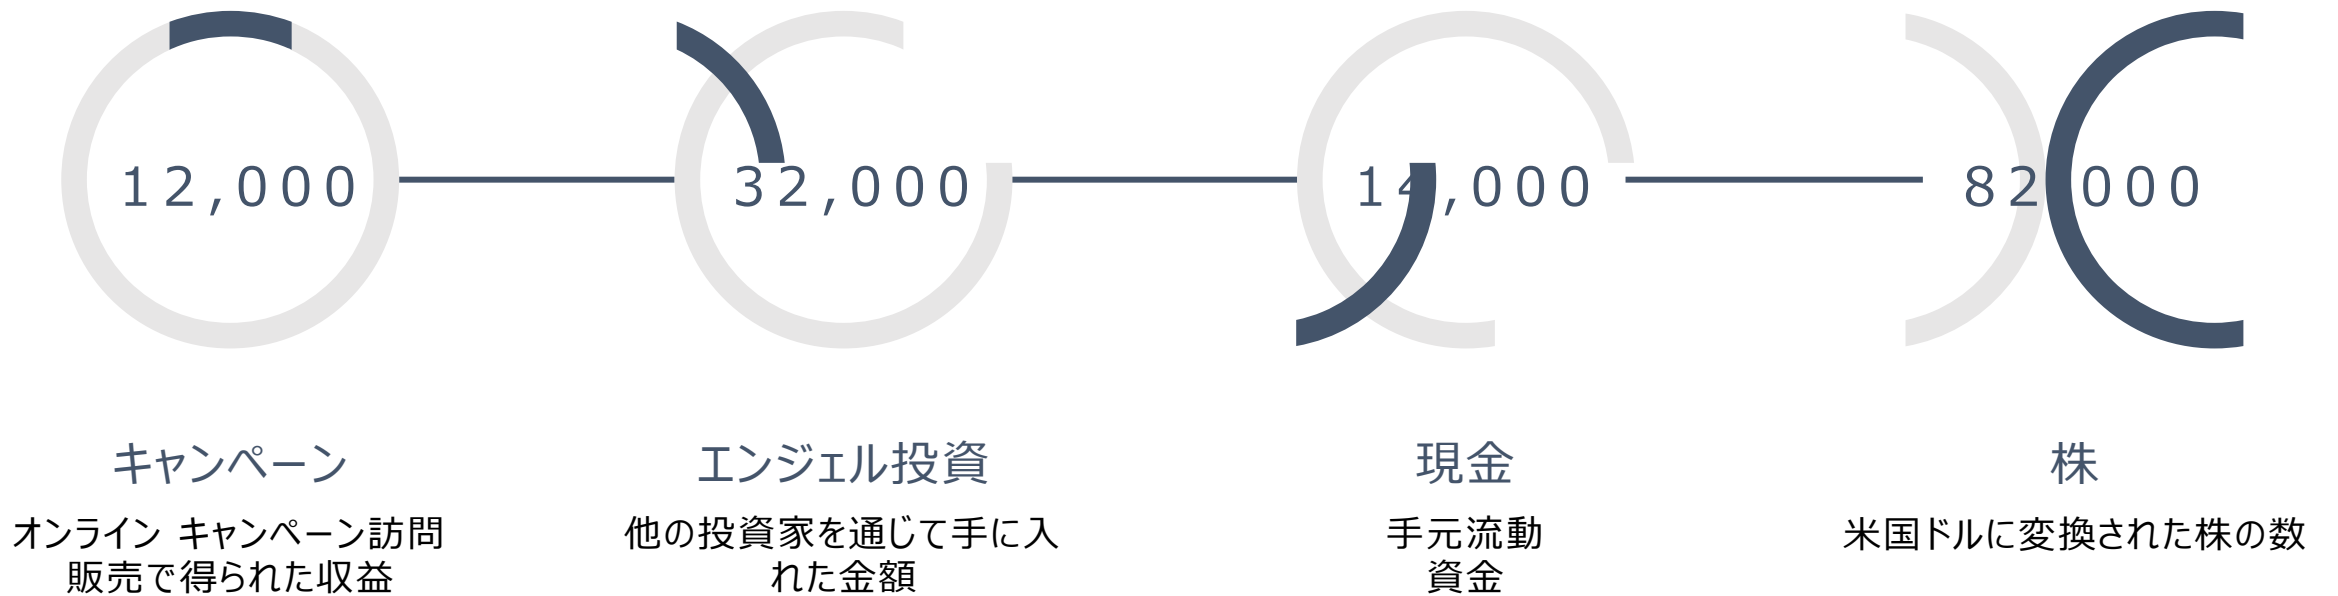 12,000
32,000
14,000
82,000
キャンペーン
エンジェル投資
現金
株
オンライン キャンペーン訪問
販売で得られた収益
他の投資家を通じて手に入
れた金額
手元流動
資金
米国ドルに変換された株の数